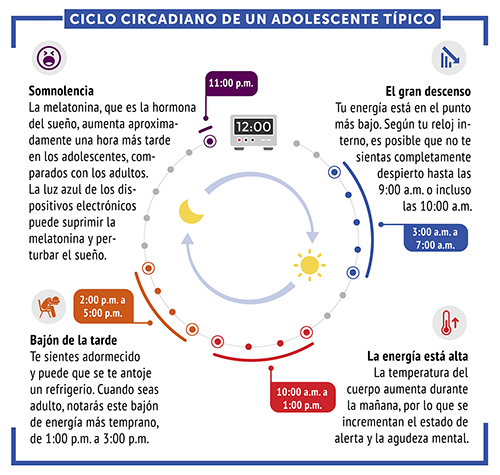 CICLO CIRCADIANO DE UN ADOLESCENTE TÍPICO
Somnolencia
La melatonina, que es la hormona
del sueño, aumenta aproxima-
damente una hora más tarde
en los adolescentes, com-
parados con los adultos.
La luz azul de los dis-
positivos electrónicos
puede suprimir la
melatonina y per-
turbar el sueño.
11:00 p.m.
12:00
El gran descenso
Tu energía está en el punto
más bajo. Según tu reloj in-
terno, es posible que no te
sientas completamente
despierto hasta las
9:00 a.m. o incluso
las 10:00 a.m.
3:00 a.m. a
7:00 a.m.
2:00 p.m. a
5:00 p.m.
Bajón de la tarde
Te sientes adormecido
y puede que se te antoje
un refrigerio. Cuando seas
adulto, notarás este bajón
de energía más temprano,
de 1:00 p.m. a 3:00 p.m.
10:00 a.m. a
1:00 p.m.
La energía está alta
La temperatura del
cuerpo aumenta durante
la mañana, por lo que se
incrementan el estado de
alerta y la agudeza mental.